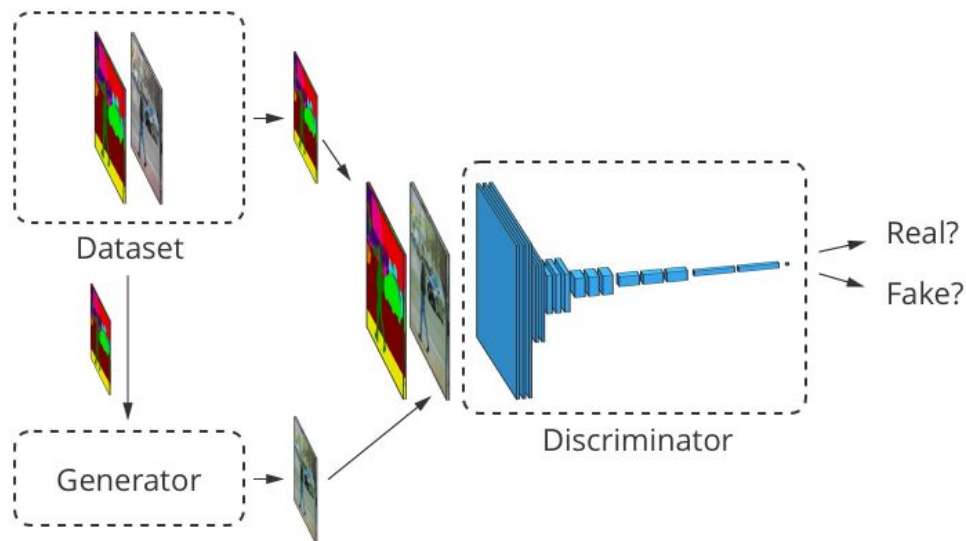 Dataset
Real?
Fake?
Discriminator
Generator